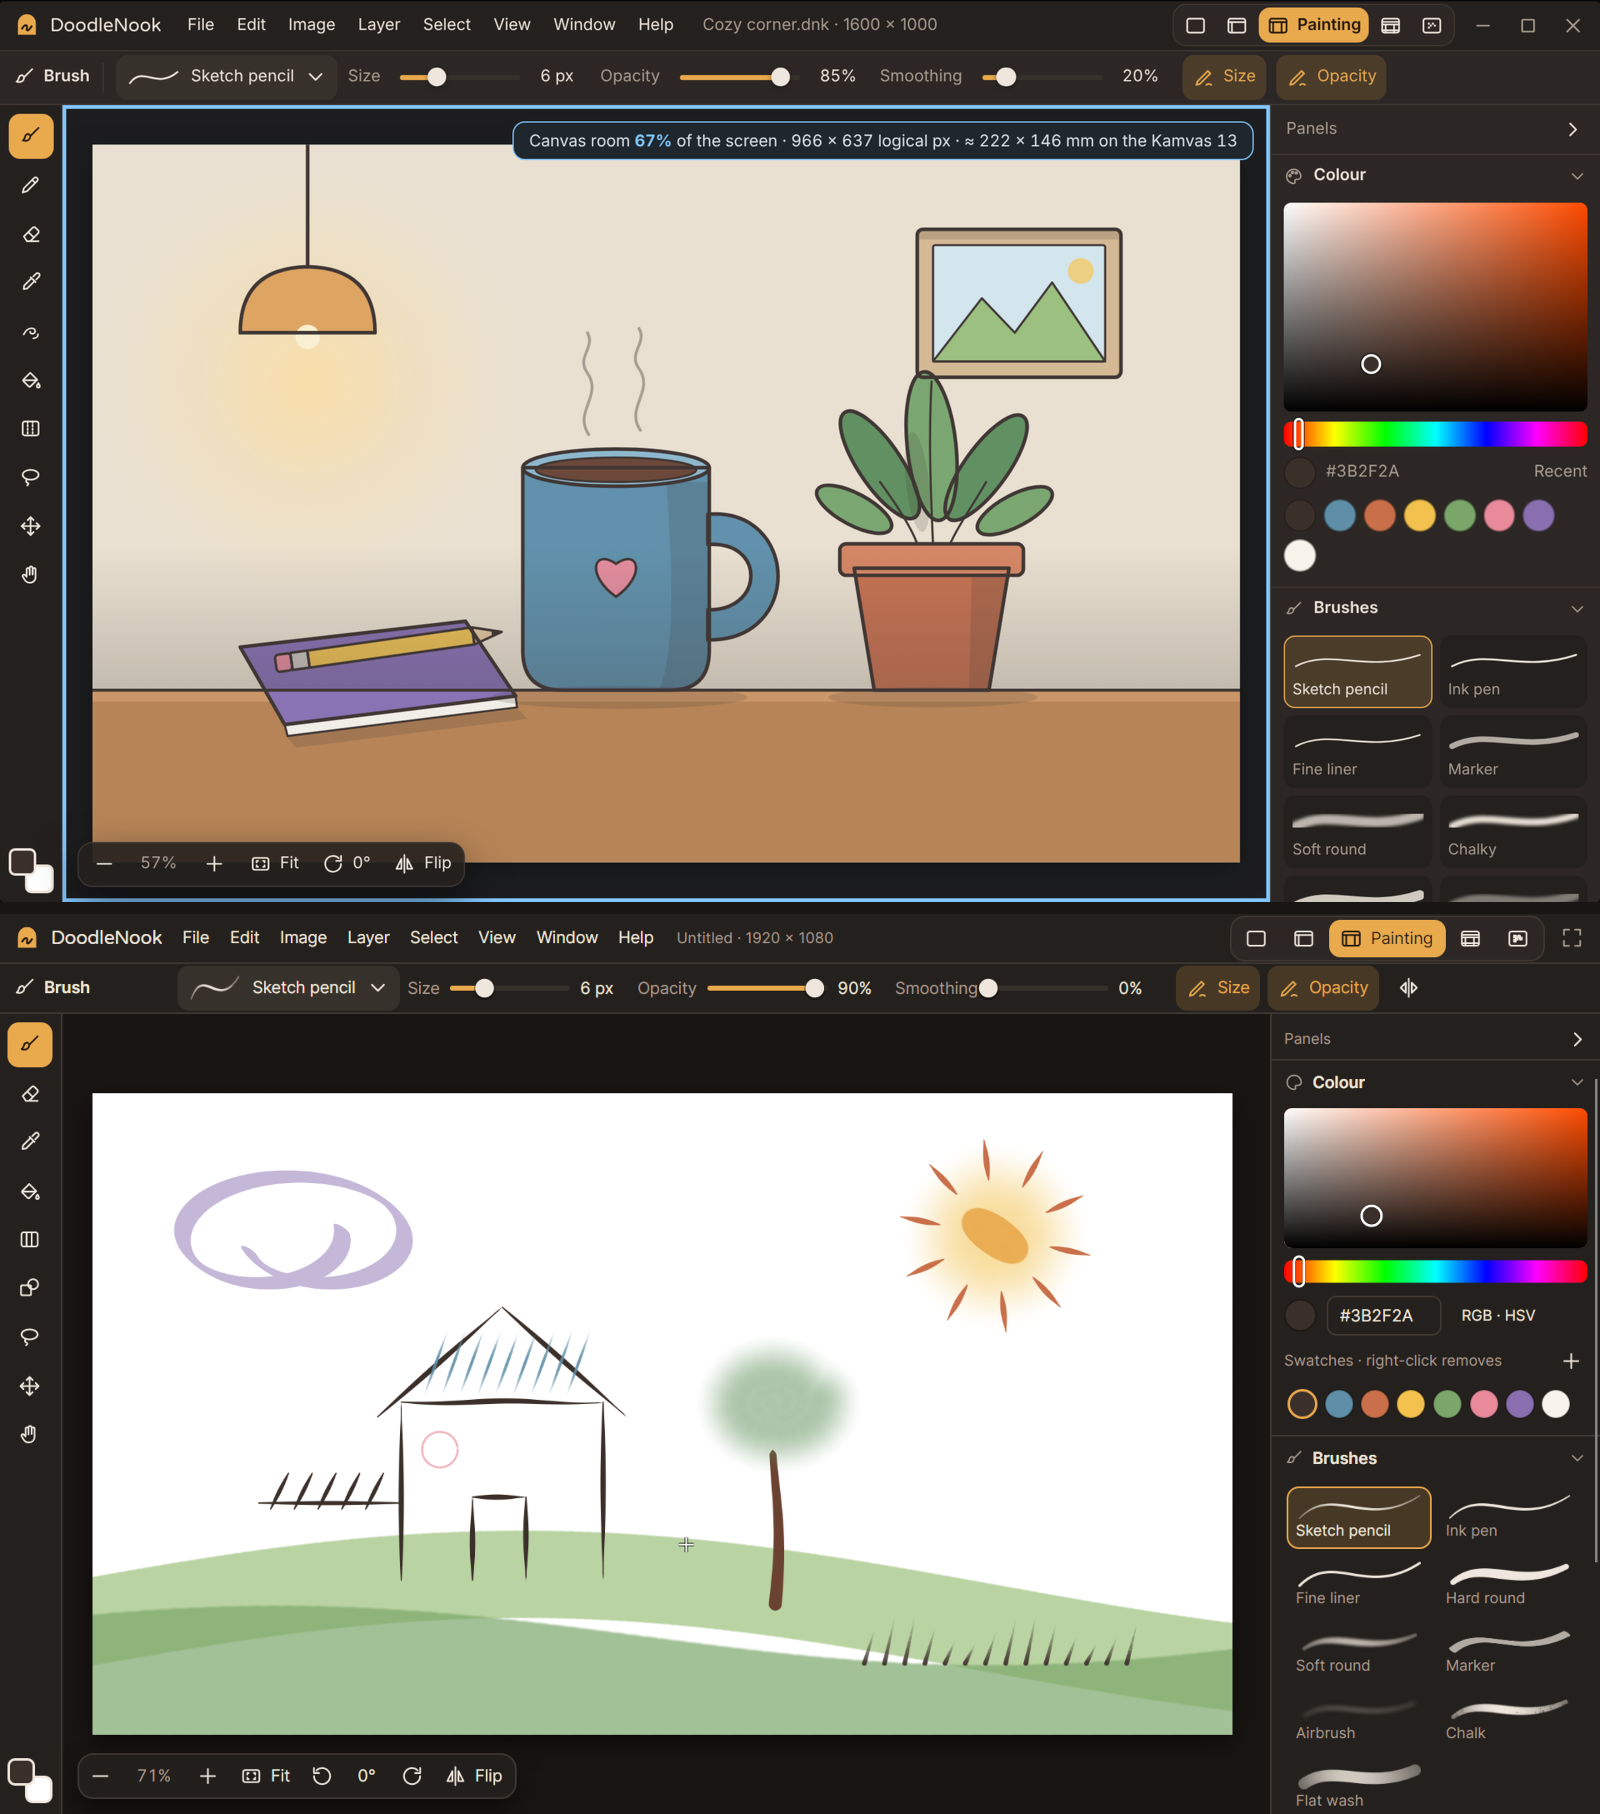 DoodleNook File Edit Image Layer Select View Window Help Cozy corner.dnk · 1600 × 1000 Painting
Brush Sketch pencil Size 6 px Opacity 85% Smoothing 20% Size Opacity
Canvas room 67% of the screen · 966 × 637 logical px · ≈ 222 × 146 mm on the Kamvas 13
Panels
Colour
#3B2F2A Recent
Brushes
Sketch pencil Ink pen
Fine liner Marker
Soft round Chalky
57% Fit 0° Flip
DoodleNook File Edit Image Layer Select View Window Help Untitled · 1920 × 1080 Painting
Brush Sketch pencil Size 6 px Opacity 90% Smoothing 0% Size Opacity
Panels
Colour
#3B2F2A RGB · HSV
Swatches · right-click removes
Brushes
Sketch pencil Ink pen
Fine liner Hard round
Soft round Marker
Airbrush Chalk
Flat wash
71% Fit 0° Flip